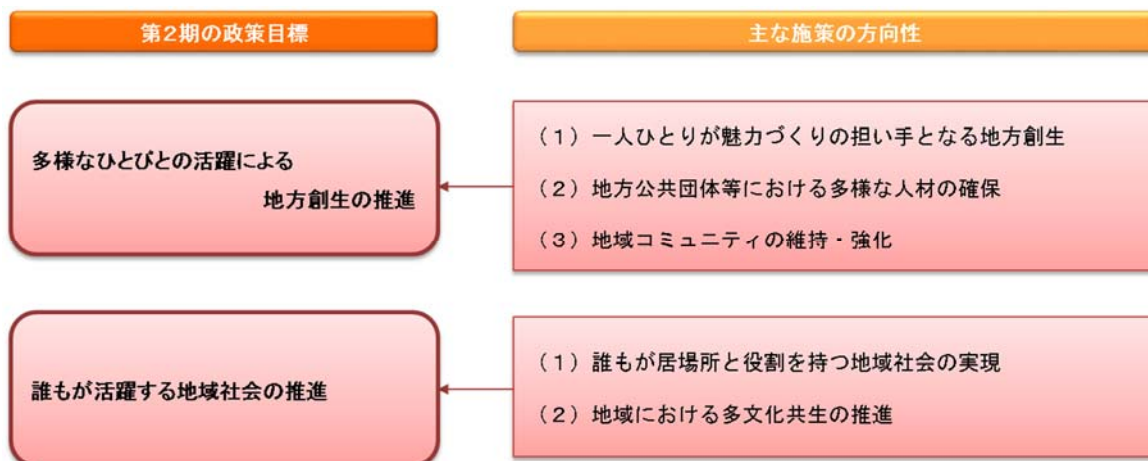 第2期の政策目標
主な施策の方向性
多様なひとびとの活躍による
地方創生の推進
（１）一人ひとりが魅力づくりの担い手となる地方創生
（２）地方公共団体等における多様な人材の確保
（３）地域コミュニティの維持・強化
誰もが活躍する地域社会の推進
（１）誰もが居場所と役割を持つ地域社会の実現
（２）地域における多文化共生の推進